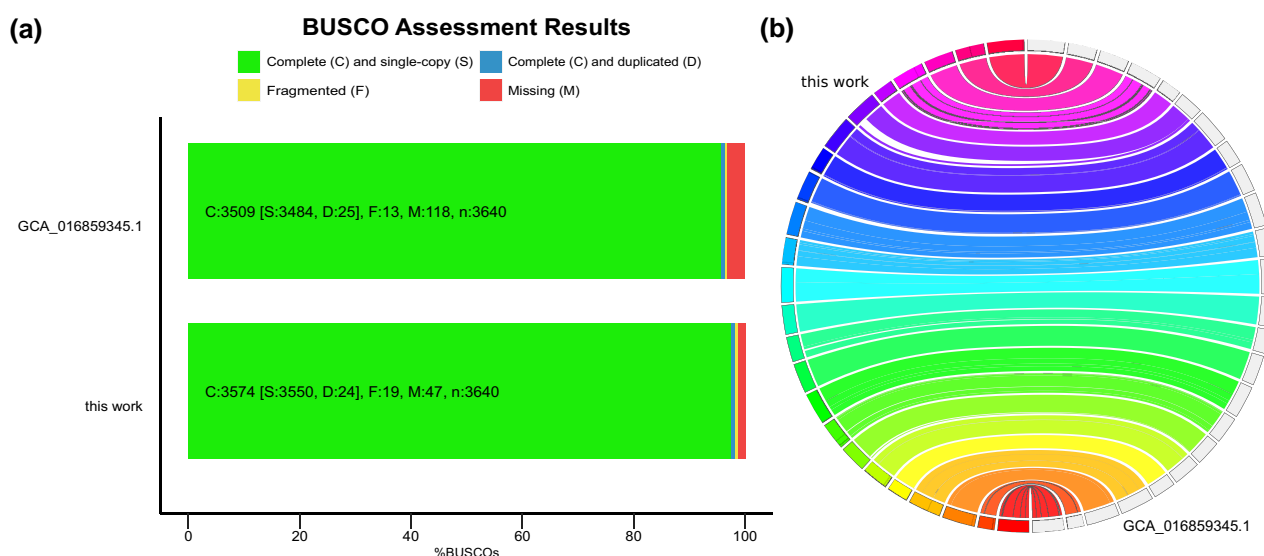 (a)
BUSCO Assessment Results
Complete (C) and single-copy (S)
Complete (C) and duplicated (D)
Fragmented (F)
Missing (M)
GCA_016859345.1
C:3509 [S:3484, D:25], F:13, M:118, n:3640
this work
C:3574 [S:3550, D:24], F:19, M:47, n:3640
0 20 40 60 80 100
%BUSCOs
(b)
this work
GCA_016859345.1